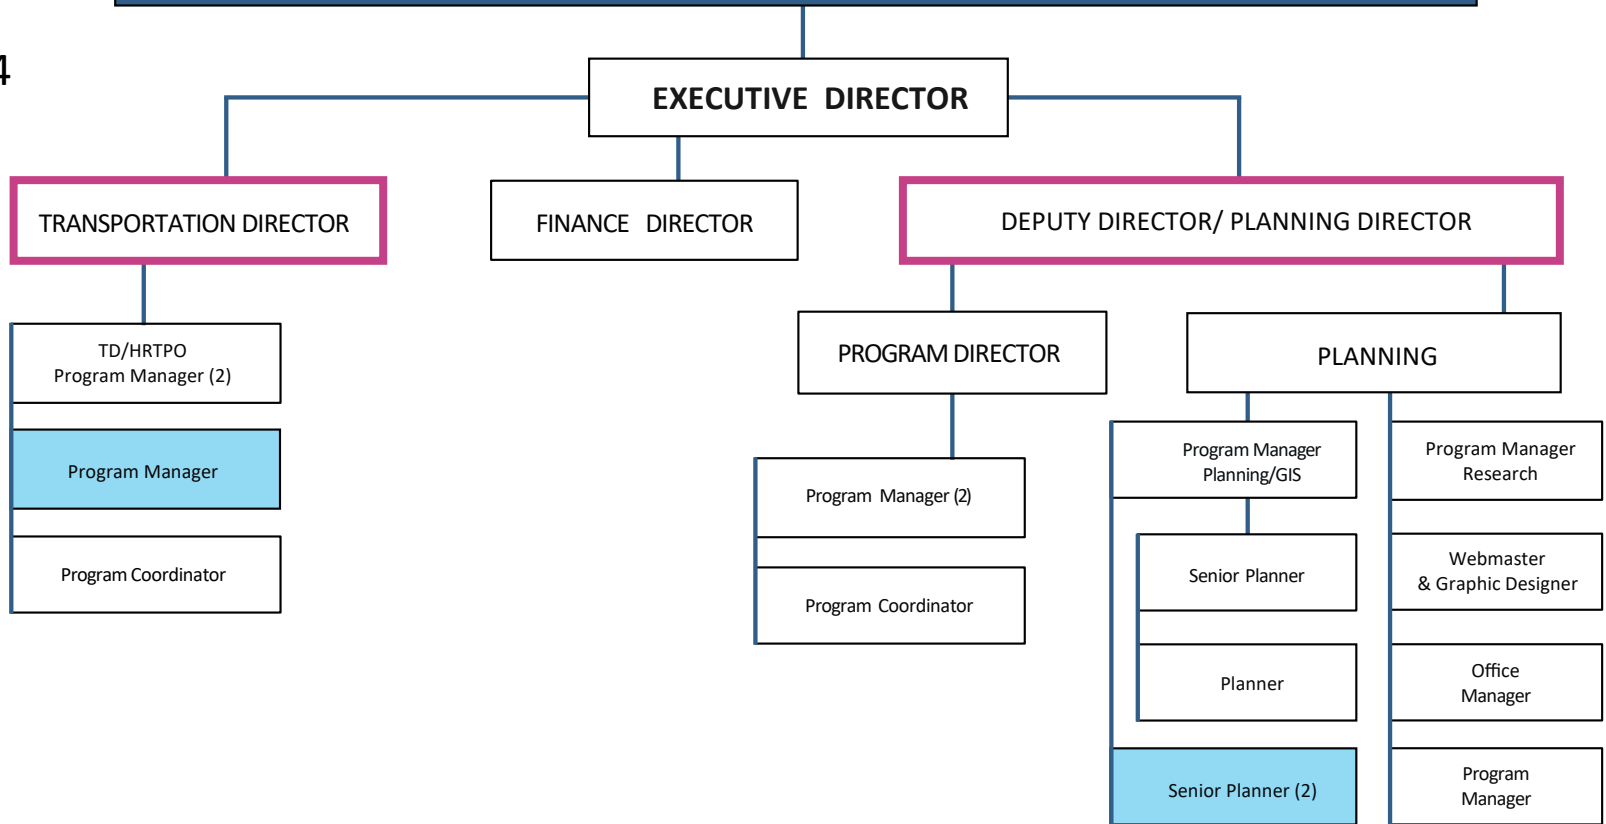 4
EXECUTIVE DIRECTOR
TRANSPORTATION DIRECTOR
FINANCE DIRECTOR
DEPUTY DIRECTOR/ PLANNING DIRECTOR
TD/HRTPO
Program Manager (2)
Program Manager
Program Coordinator
PROGRAM DIRECTOR
Program Manager (2)
Program Coordinator
PLANNING
Program Manager
Planning/GIS
Senior Planner
Planner
Senior Planner (2)
Program Manager
Research
Webmaster
& Graphic Designer
Office
Manager
Program
Manager